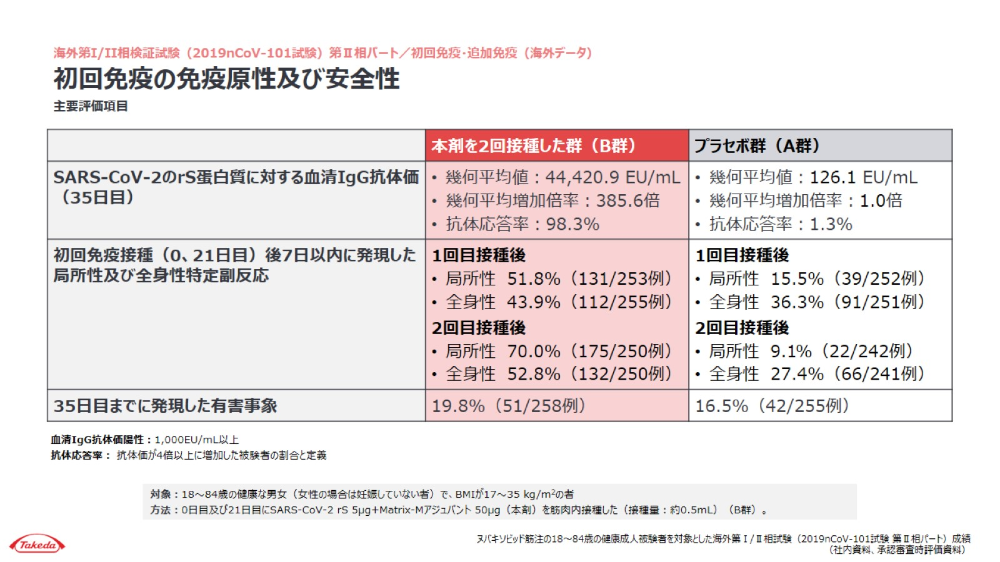 海外第I/II相検証試験（2019nCoV-101試験）第Ⅱ相パート／初回免疫･追加免疫（海外データ）
初回免疫の免疫原性及び安全性
主要評価項目
本剤を2回接種した群（B群）
プラセボ群（A群）
SARS-CoV-2のrS蛋白質に対する血清IgG抗体価
（35日目）
• 幾何平均値：44,420.9 EU/mL
• 幾何平均増加倍率：385.6倍
• 抗体応答率：98.3%
• 幾何平均値：126.1 EU/mL
• 幾何平均増加倍率：1.0倍
• 抗体応答率：1.3%
初回免疫接種（0、21日目）後7日以内に発現した
局所性及び全身性特定副反応
1回目接種後
• 局所性 51.8%（131/253例）
• 全身性 43.9%（112/255例）
2回目接種後
• 局所性 70.0%（175/250例）
• 全身性 52.8%（132/250例）
1回目接種後
• 局所性 15.5%（39/252例）
• 全身性 36.3%（91/251例）
2回目接種後
• 局所性 9.1%（22/242例）
• 全身性 27.4%（66/241例）
35日目までに発現した有害事象
19.8%（51/258例）
16.5%（42/255例）
血清IgG抗体価陽性：1,000EU/mL以上
抗体応答率： 抗体価が4倍以上に増加した被験者の割合と定義
対象：18～84歳の健康な男女（女性の場合は妊娠していない者）で、BMIが17～35 kg/m²の者
方法：0日目及び21日目にSARS-CoV-2 rS 5μg+Matrix-Mアジュバント 50μg（本剤）を筋肉内接種した（接種量：約0.5mL）（B群）。
Takeda
ヌバキソビッド筋注の18～84歳の健康成人被験者を対象とした海外第Ⅰ/Ⅱ相試験（2019nCoV-101試験 第Ⅱ相パート）成績
（社内資料、承認審査時評価資料）